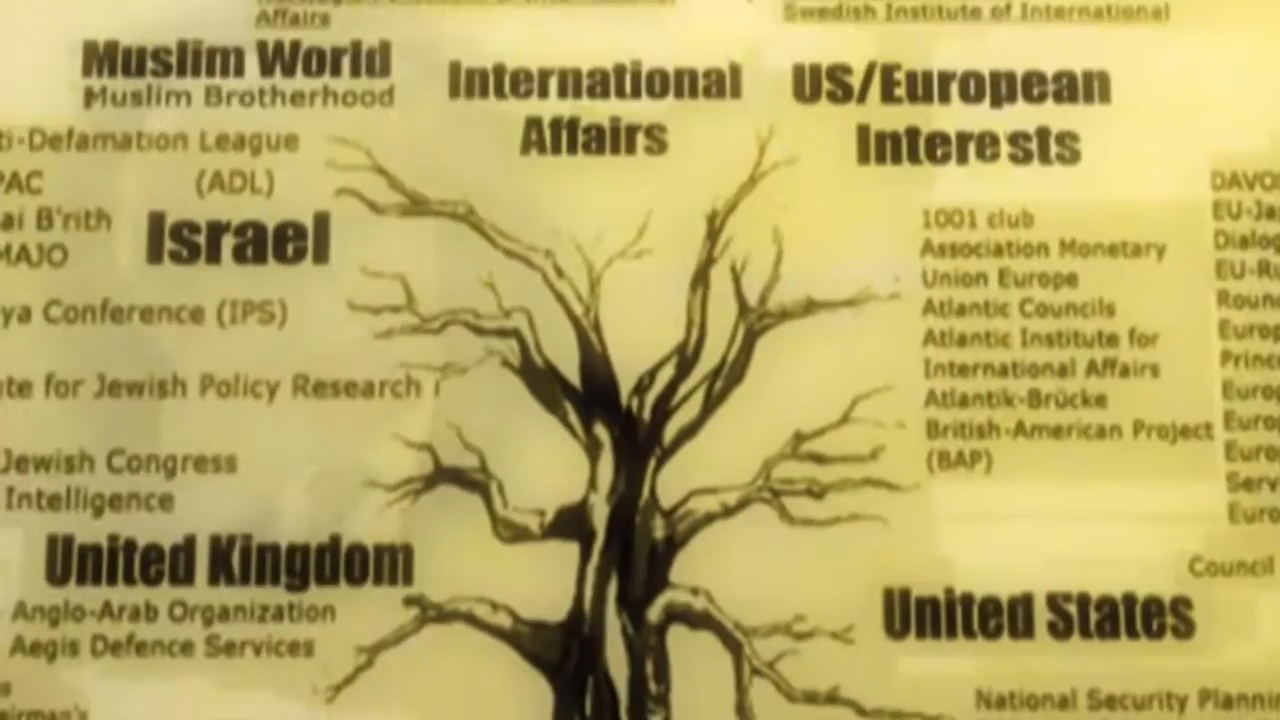 Affairs
Swedish Institute of International
Muslim World
Muslim Brotherhood
International
Affairs
US/European
Interests
ti-Defamation League
PAC (ADL)
ai B'rith
MAJO
Israel
ya Conference (IPS)
te for Jewish Policy Research
Jewish Congress
Intelligence
United Kingdom
Anglo-Arab Organization
Aegis Defence Services
airman's
1001 club
Association Monetary
Union Europe
Atlantic Councils
Atlantic Institute for
International Affairs
Atlantik-Brücke
British-American Project
(BAP)
DAVO
EU-Ja
Dialog
EU-Ru
Roun
Europ
Princ
Europ
Europ
Euro
Serv
Euro
Council
United States
National Security Planni